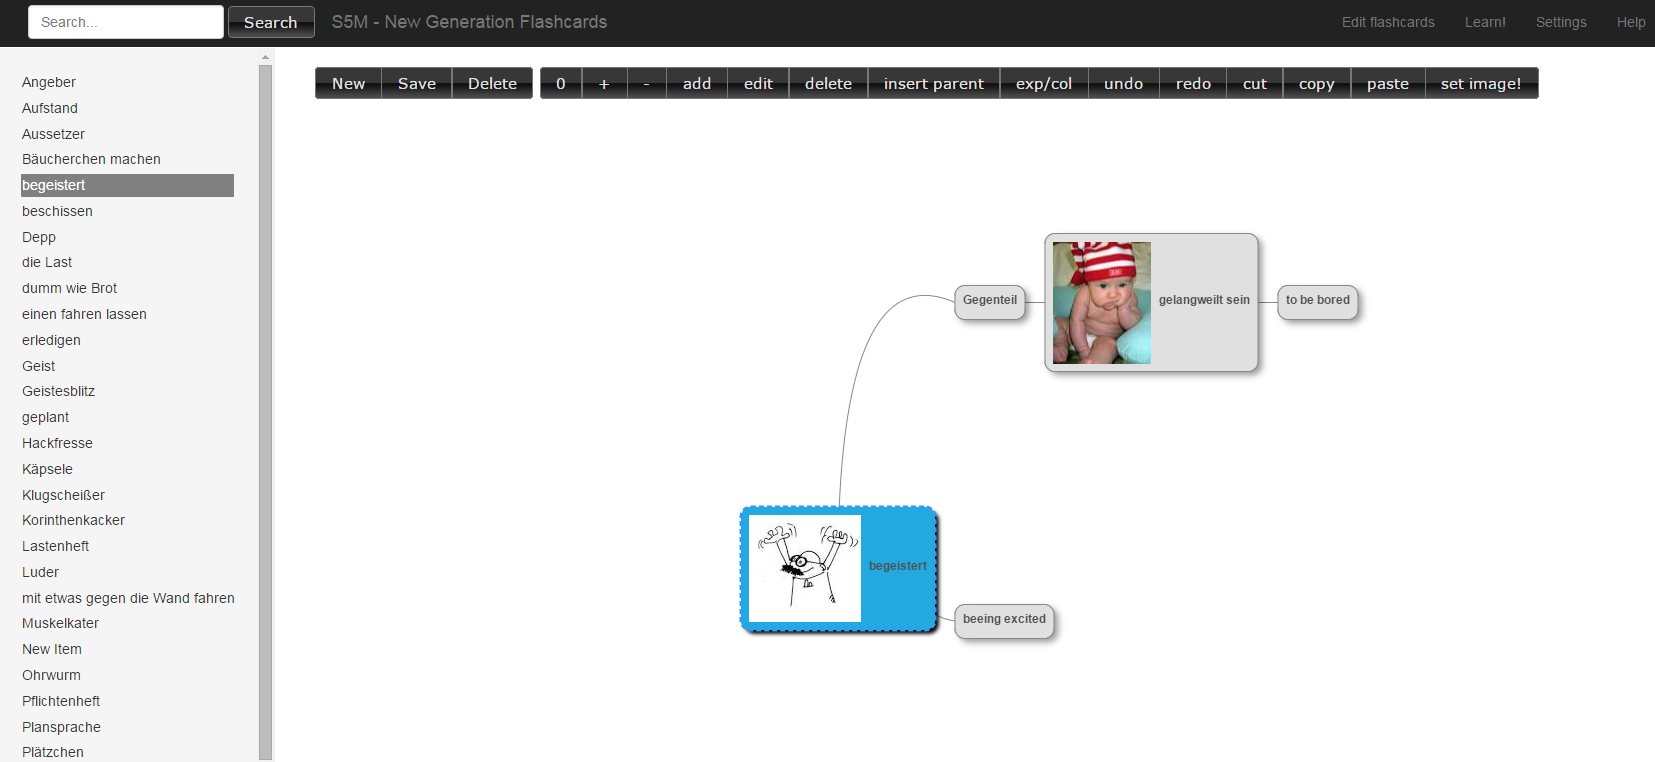 Search...
Search
S5M - New Generation Flashcards
Edit flashcards
Learn!
Settings
Help
New
Save
Delete
0
+
-
add
edit
delete
insert parent
exp/col
undo
redo
cut
copy
paste
set image!
Angeber
Aufstand
Aussetzer
Bäucherchen machen
begeistert
beschissen
Depp
die Last
dumm wie Brot
einen fahren lassen
erledigen
Geist
Geistesblitz
geplant
Hackfresse
Käpsele
Klugscheißer
Korinthenkacker
Lastenheft
Luder
mit etwas gegen die Wand fahren
Muskelkater
New Item
Ohrwurm
Pflichtenheft
Plansprache
Plätzchen
Gegenteil
gelangweilt sein
to be bored
begeistert
beeing excited